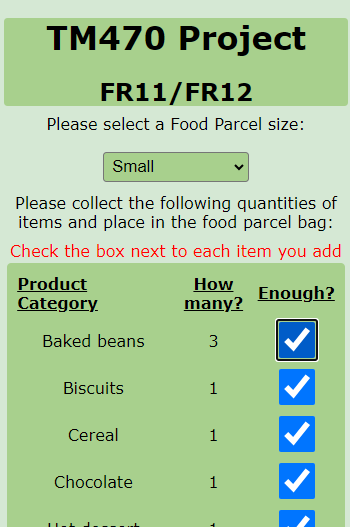 TM470 Project
FR11/FR12
Please select a Food Parcel size:
Small
Please collect the following quantities of
items and place in the food parcel bag:
Check the box next to each item you add
Product Category How many? Enough?
Baked beans 3
Biscuits 1
Cereal 1
Chocolate 1
Hot dessert 1